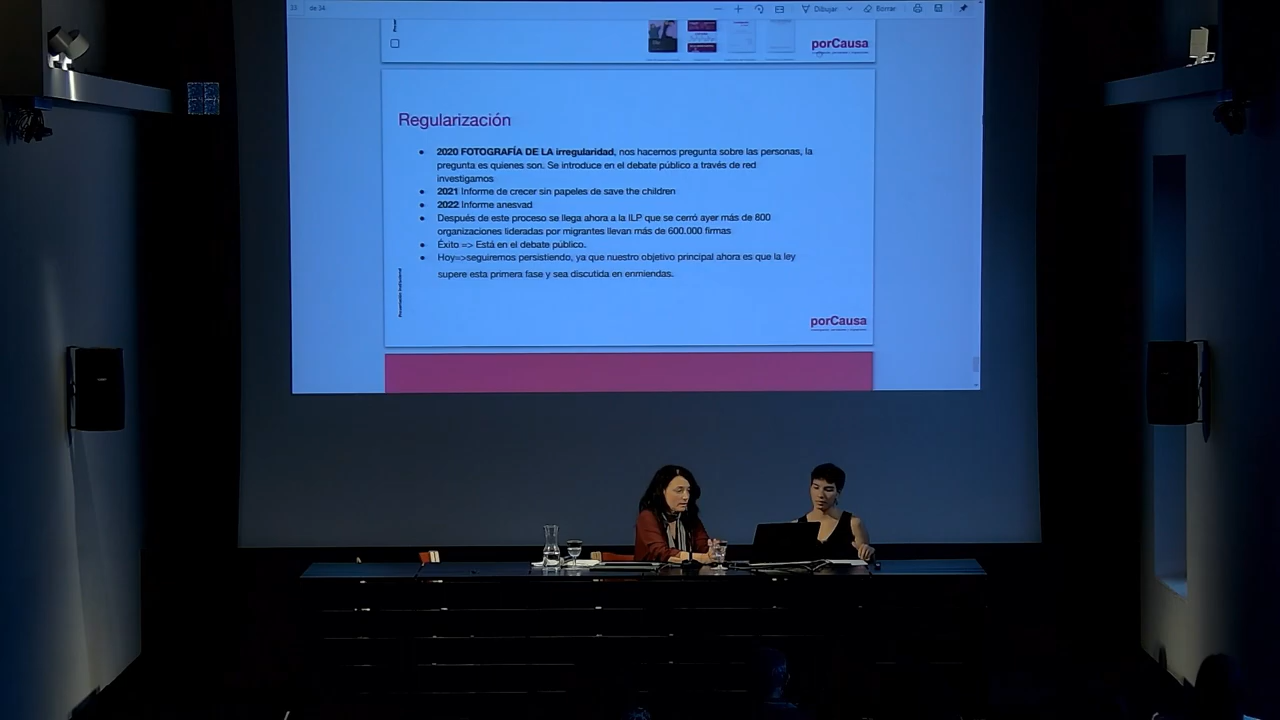 33 de 34
Dibujar
Borrar
porCausa
Regularización
2020 FOTOGRAFÍA DE LA irregularidad, nos hacemos pregunta sobre las personas, la
pregunta es quienes son. Se introduce en el debate público a través de red
investigamos
2021 Informe de crecer sin papeles de save the children
2022 Informe anesvad
Después de este proceso se llega ahora a la ILP que se cerró ayer más de 800
organizaciones lideradas por migrantes llevan más de 600.000 firmas
Éxito => Está en el debate público.
Hoy=>seguiremos persistiendo, ya que nuestro objetivo principal ahora es que la ley
supere esta primera fase y sea discutida en enmiendas.
Presentación Institucional
porCausa